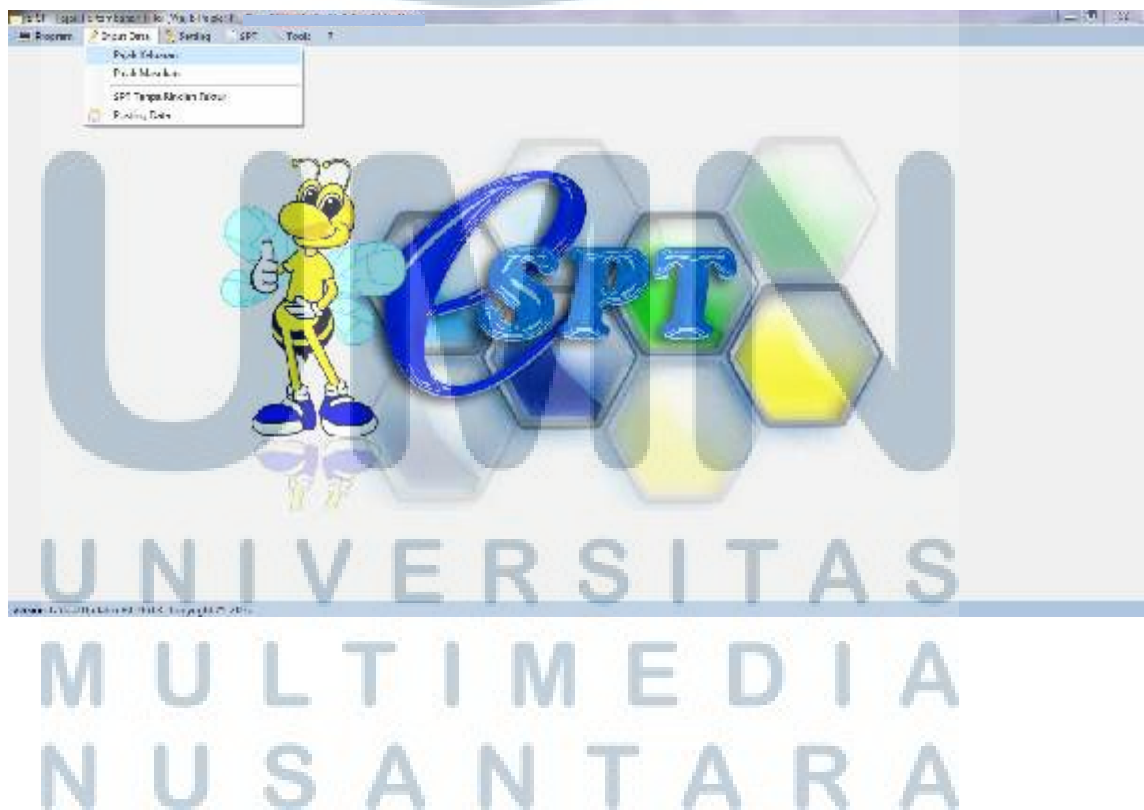 Program Input Data Setting SPT Tools ?
Pajak Keluaran
Pajak Masukan
SPT Tanpa Rincian Faktur
Posting Data
UMN
eSPT
UNIVERSITAS
MULTIMEDIA
NUSANTARA